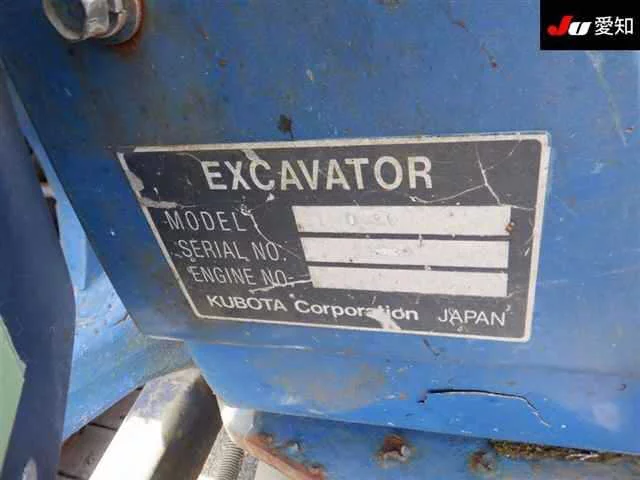 JU 愛知
EXCAVATOR
MODEL
SERIAL NO.
ENGINE NO.
KUBOTA Corporation JAPAN